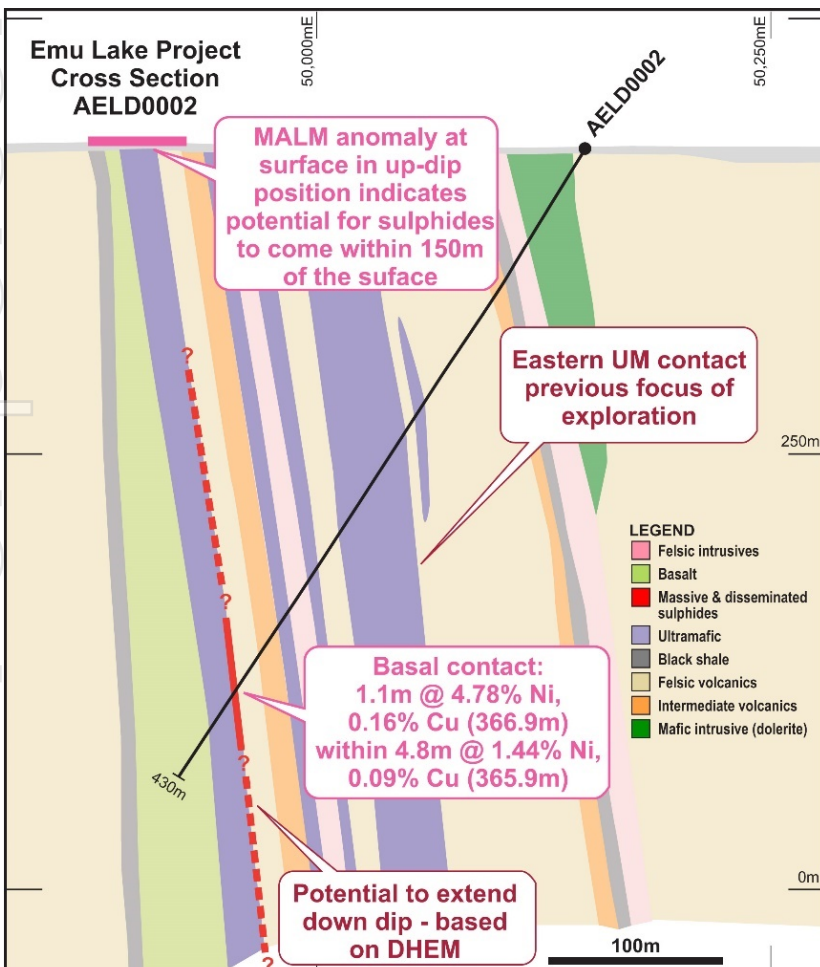 Emu Lake Project
Cross Section
AELD0002
50,000mE
50,250mE
AELD0002
MALM anomaly at
surface in up-dip
position indicates
potential for sulphides
to come within 150m
of the suface
?
Eastern UM contact
previous focus of
exploration
250m
LEGEND
Felsic intrusives
Basalt
Massive & disseminated
sulphides
Ultramafic
Black shale
Felsic volcanics
Intermediate volcanics
Mafic intrusive (dolerite)
?
Basal contact:
1.1m @ 4.78% Ni,
0.16% Cu (366.9m)
within 4.8m @ 1.44% Ni,
0.09% Cu (365.9m)
?
430m
Potential to extend
down dip - based
on DHEM
0m
?
100m